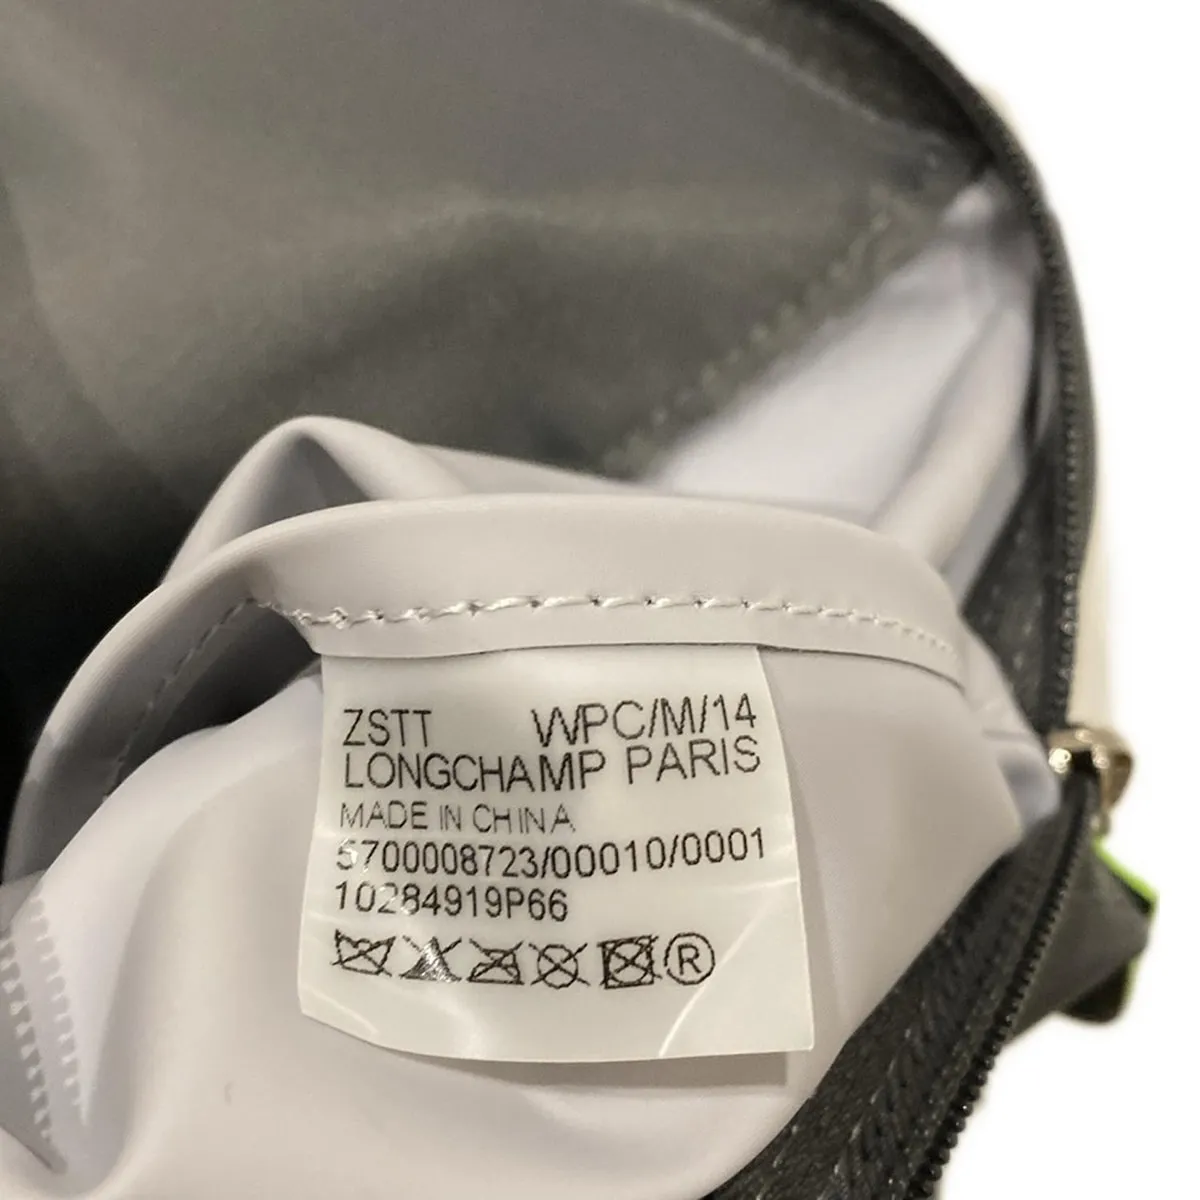 ZSTT WPC/M/14
LONGCHAMP PARIS
MADE IN CHINA
5700008723/00010/0001
10284919P66
R